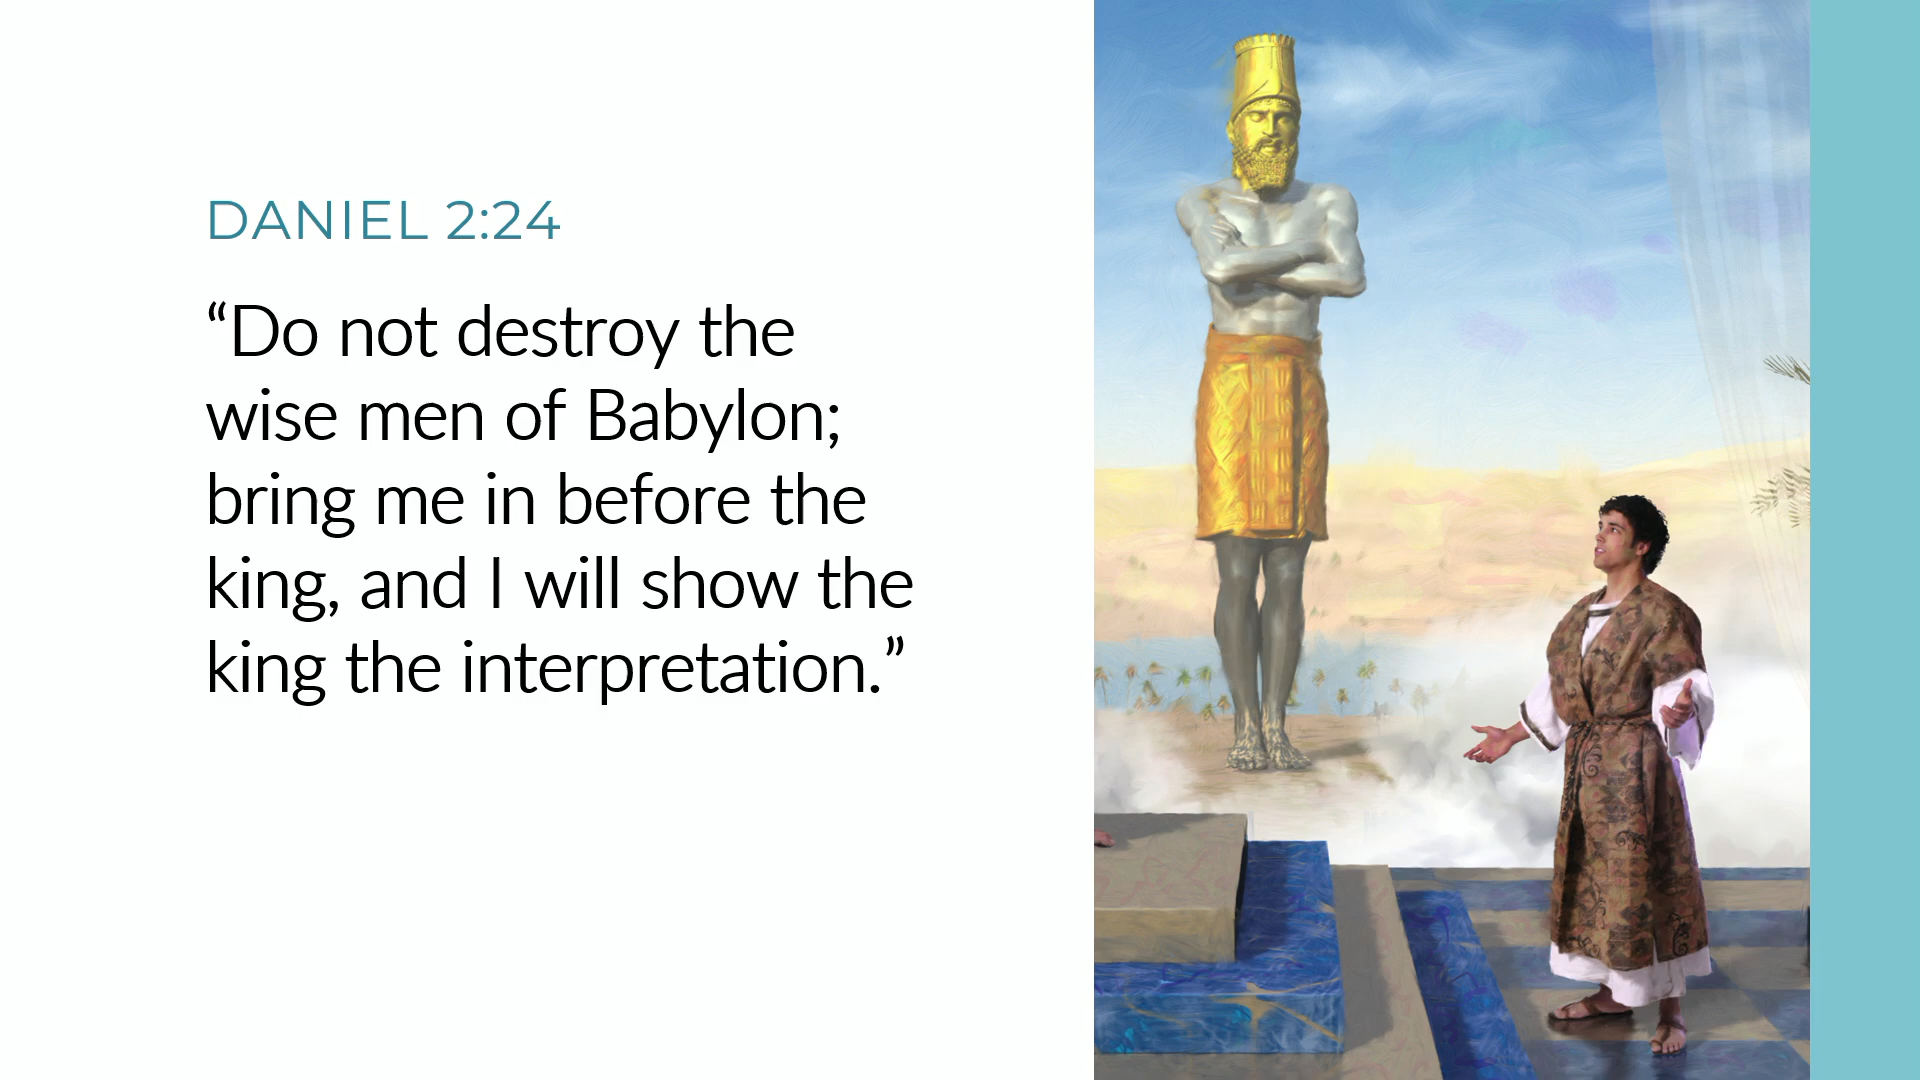 DANIEL 2:24
“Do not destroy the
wise men of Babylon;
bring me in before the
king, and I will show the
king the interpretation.”